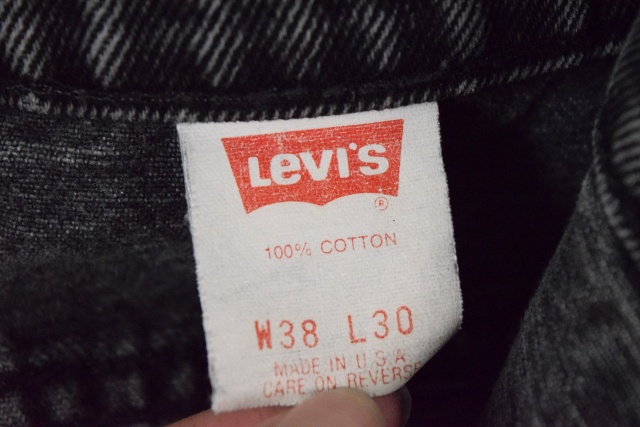 Levi's
®
100% COTTON
W38 L30
MADE IN U.S.A.
CARE ON REVERSE